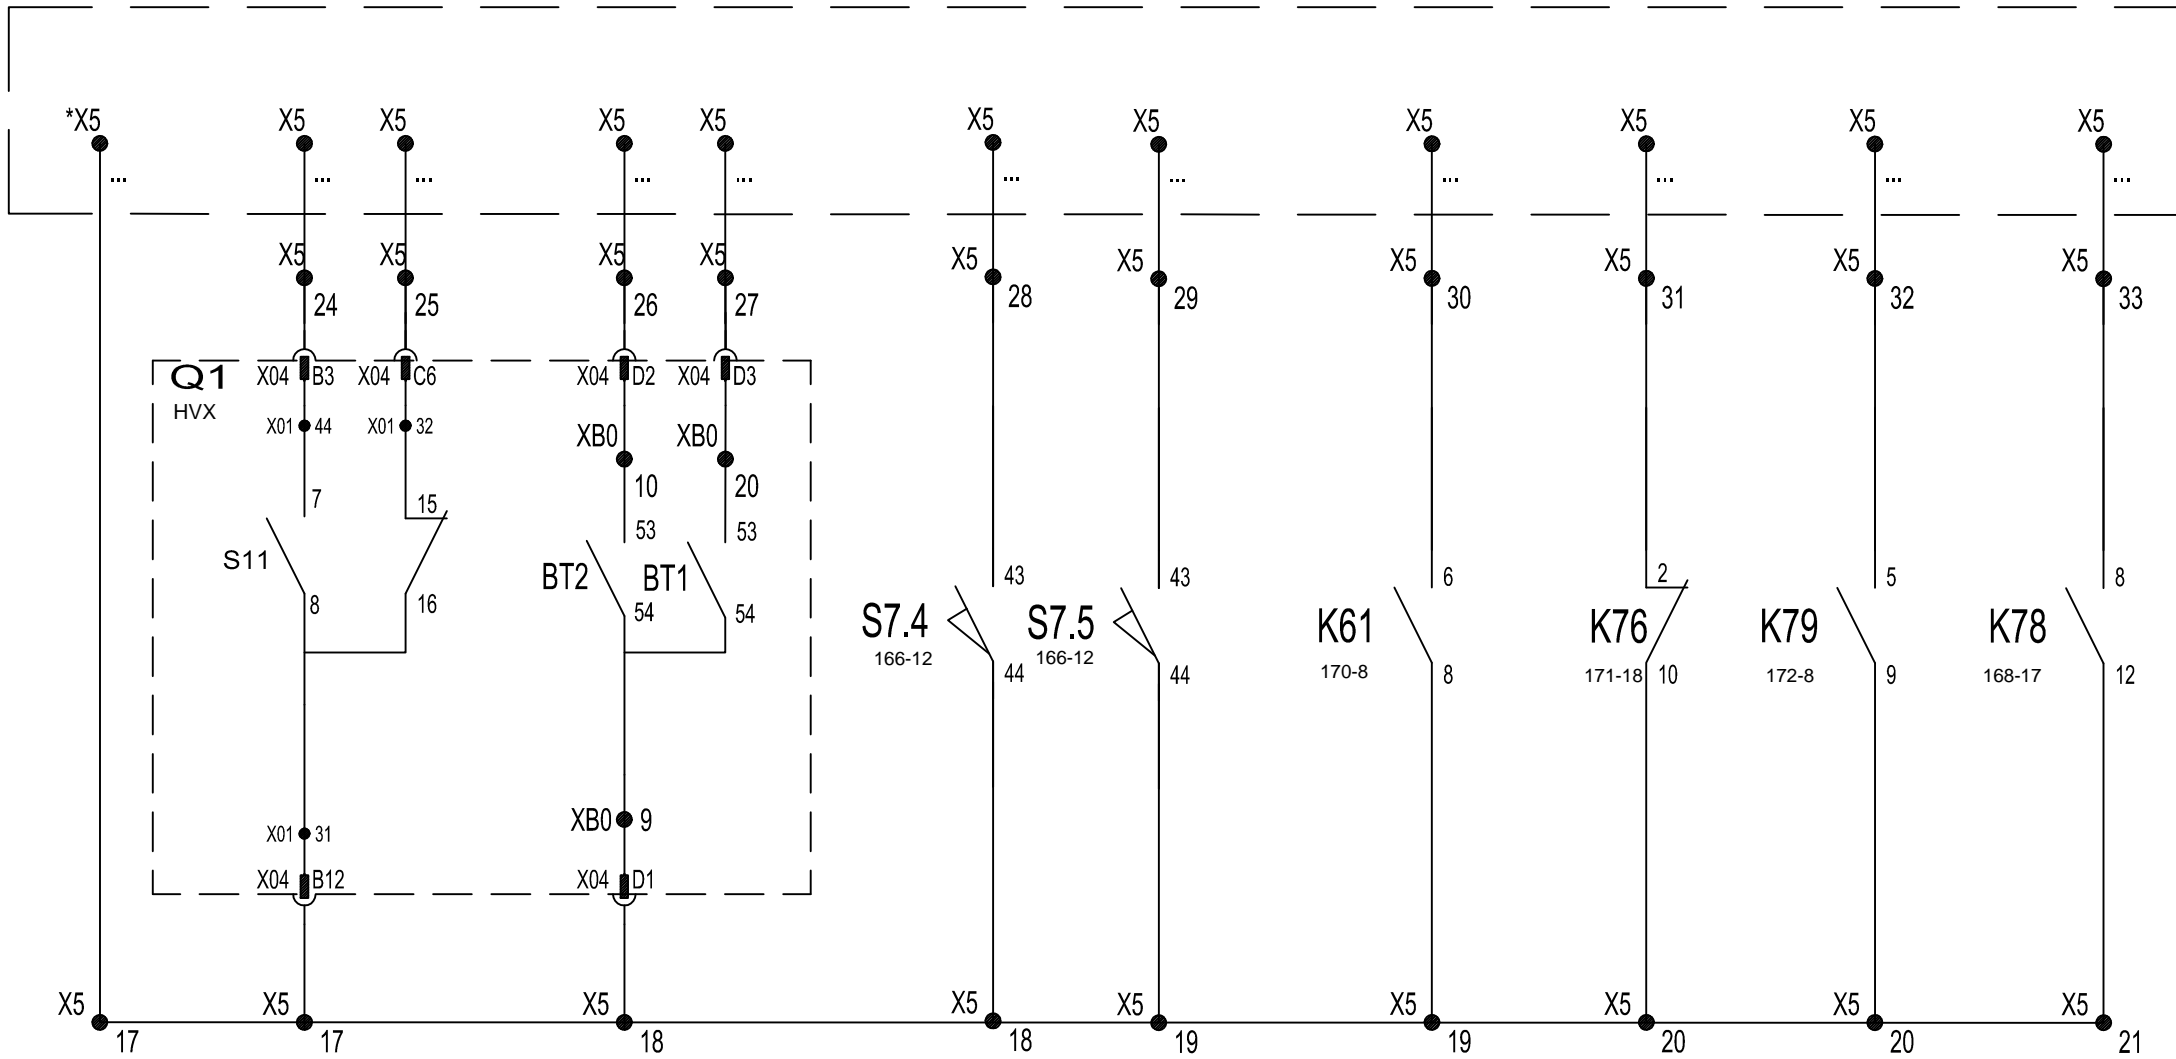 *X5 X5 X5 X5 X5 X5 X5 X5 X5 X5 X5
... ... ... ... ... ... ... ... ... ... ...
X5 X5 X5 X5 X5 X5 X5 X5 X5 X5
24 25 26 27 28 29 30 31 32 33
Q1 X04 B3 X04 C6 X04 D2 X04 D3
HVX
X01 44 X01 32
XB0 XB0
10 20
7 15 53 53
S11 BT2 BT1
43 43 6 2 5 8
8 16 54 54
S7.4 S7.5 K61 K76 K79 K78
166-12 166-12 170-8 171-18 172-8 168-17
44 44 8 10 9 12
XB0 9
X01 31
X04 B12 X04 D1
X5 X5 X5 X5 X5 X5 X5 X5 X5
17 17 18 18 19 19 20 20 21